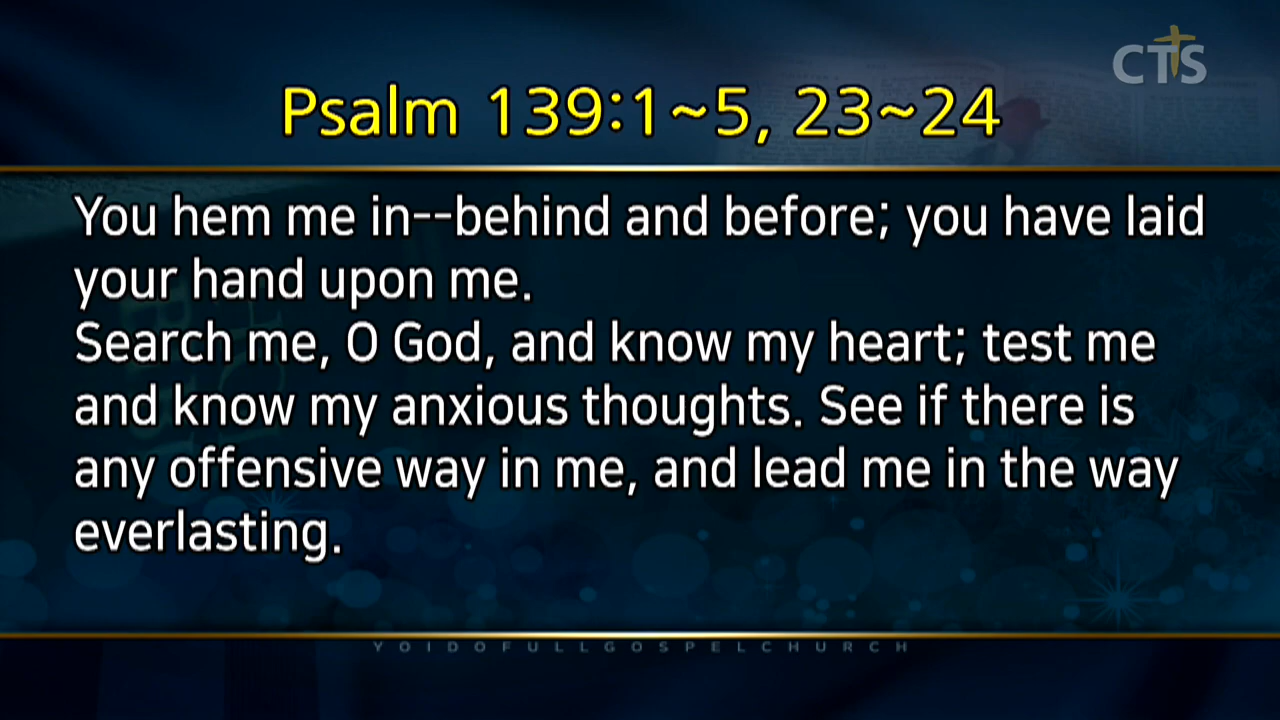 CTS
Psalm 139:1~5, 23~24
You hem me in--behind and before; you have laid
your hand upon me.
Search me, O God, and know my heart; test me
and know my anxious thoughts. See if there is
any offensive way in me, and lead me in the way
everlasting.
YOIDOFULLGOSPELCHURCH